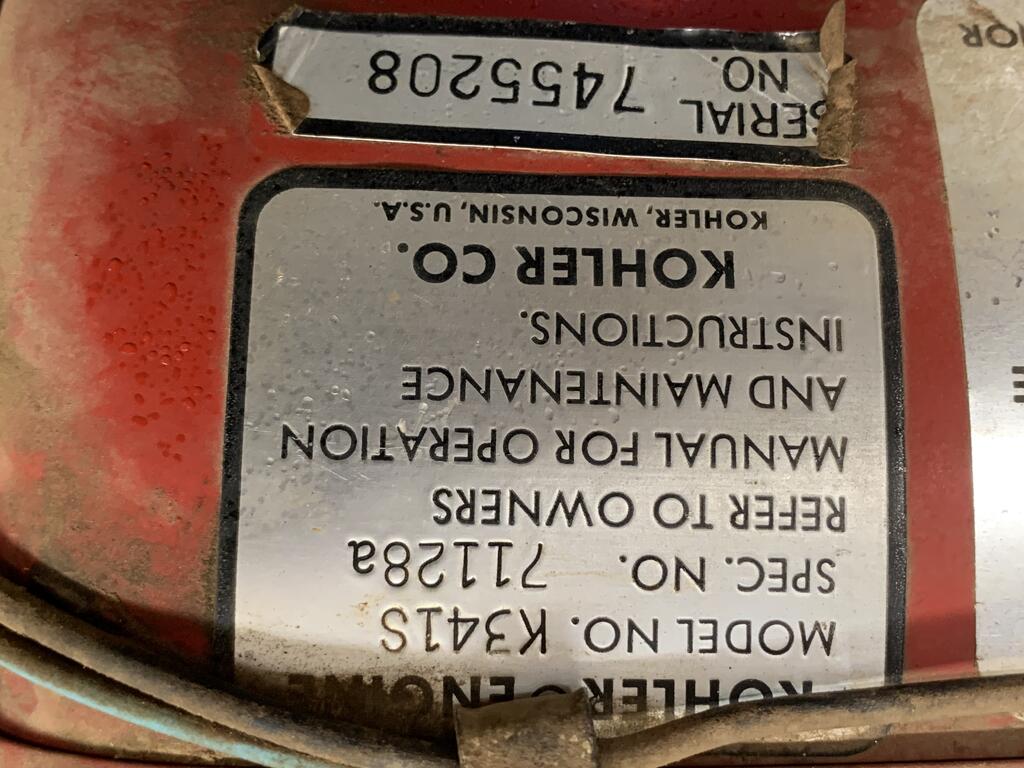 KOHLER ENGINE
MODEL NO. K341S
SPEC. NO. 71128a
REFER TO OWNERS
MANUAL FOR OPERATION
AND MAINTENANCE
INSTRUCTIONS.
KOHLER CO.
KOHLER, WISCONSIN, U.S.A.
SERIAL
NO. 7455208